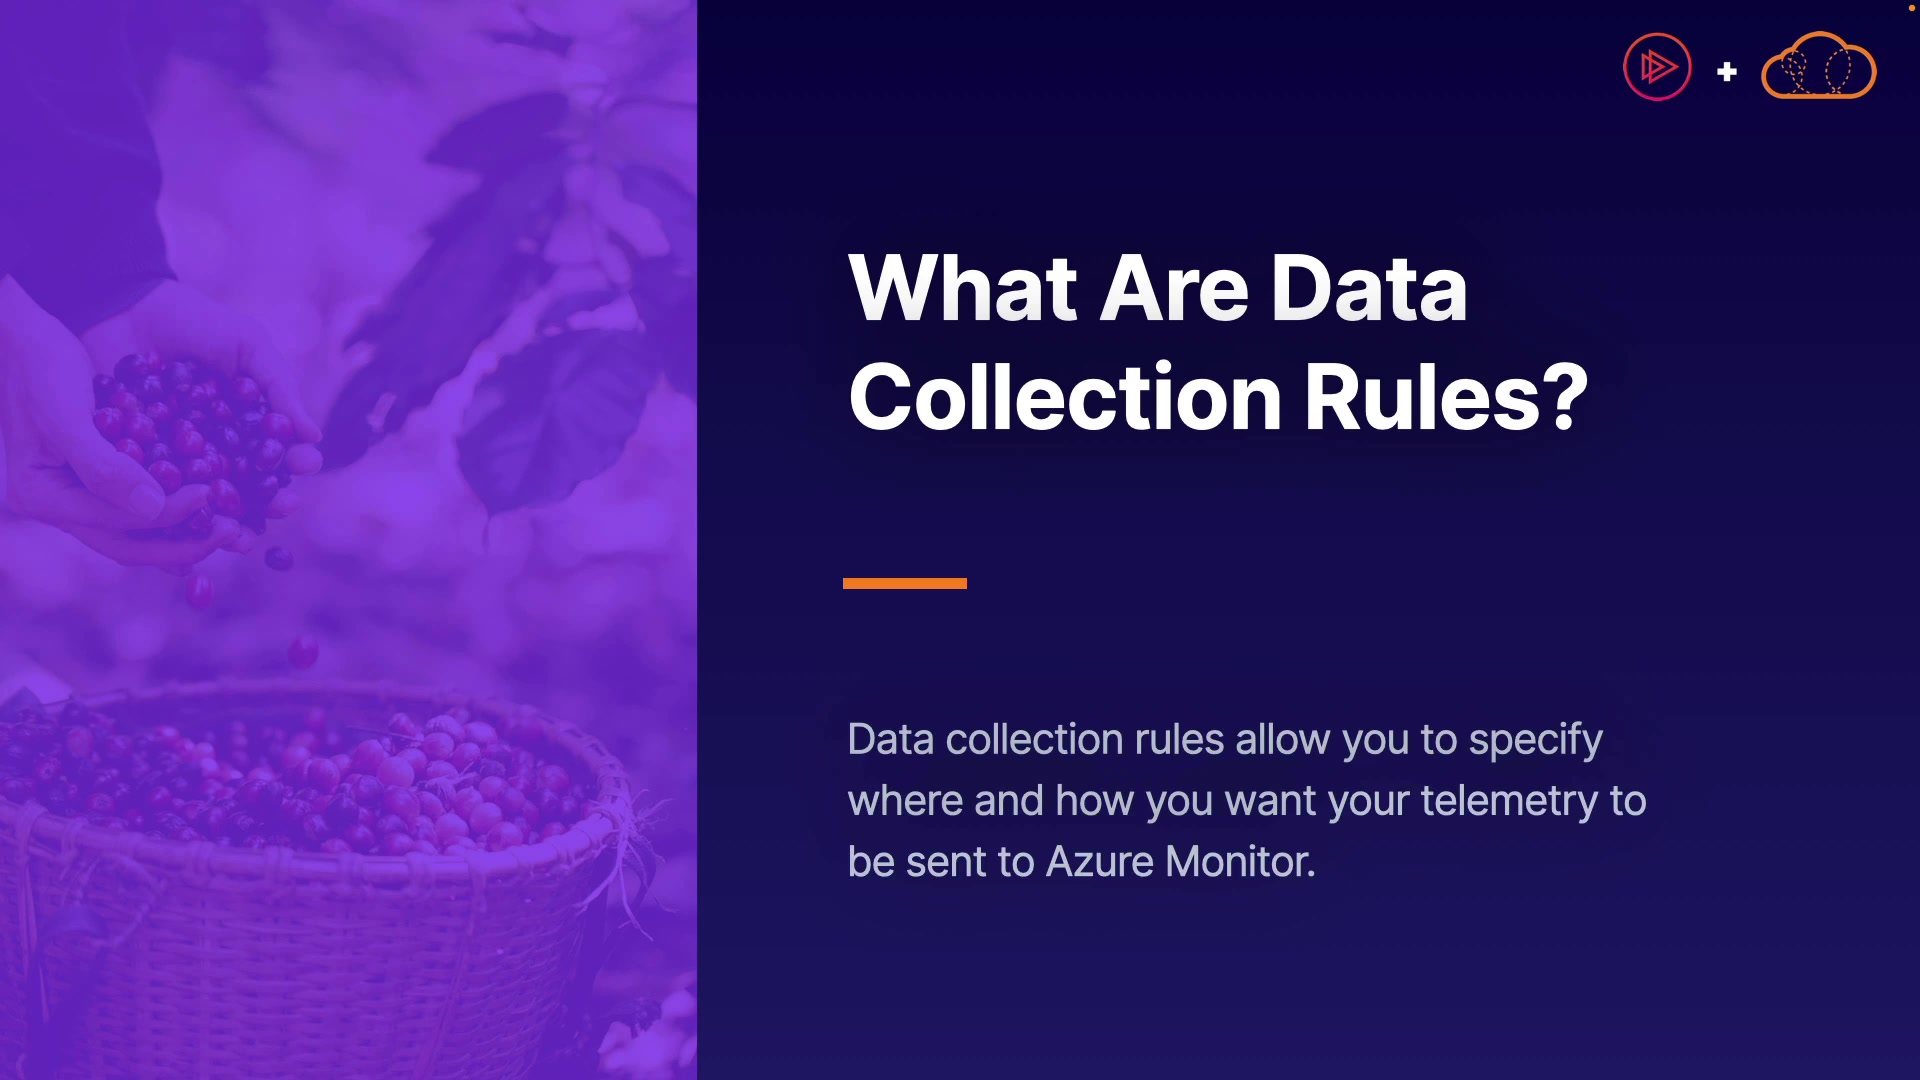 What Are Data
Collection Rules?
Data collection rules allow you to specify
where and how you want your telemetry to
be sent to Azure Monitor.